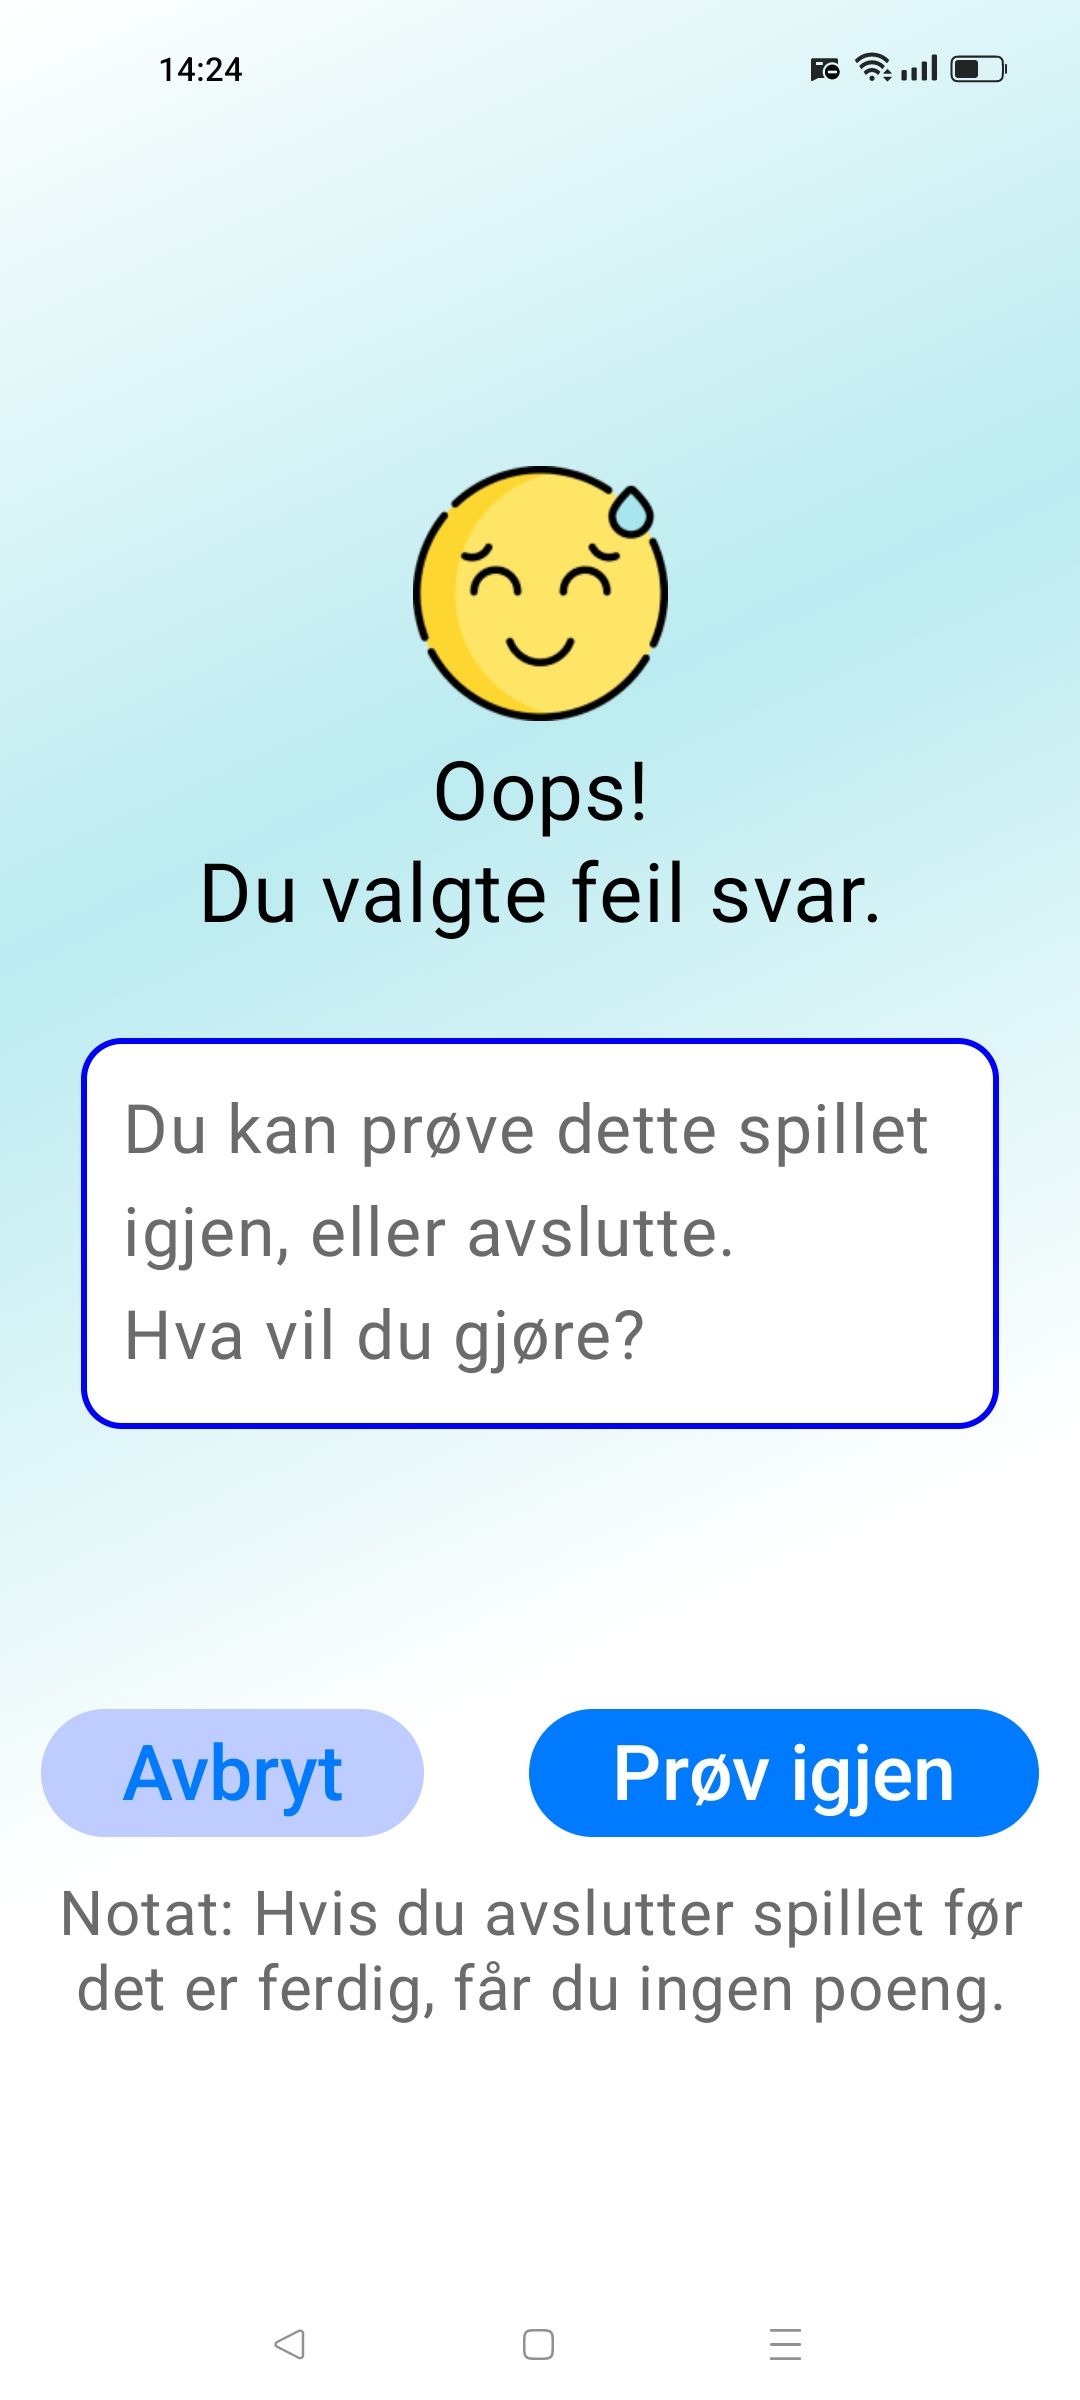 14:24
Oops!
Du valgte feil svar.
Du kan prøve dette spillet
igjen, eller avslutte.
Hva vil du gjøre?
Avbryt
Prøv igjen
Notat: Hvis du avslutter spillet før
det er ferdig, får du ingen poeng.